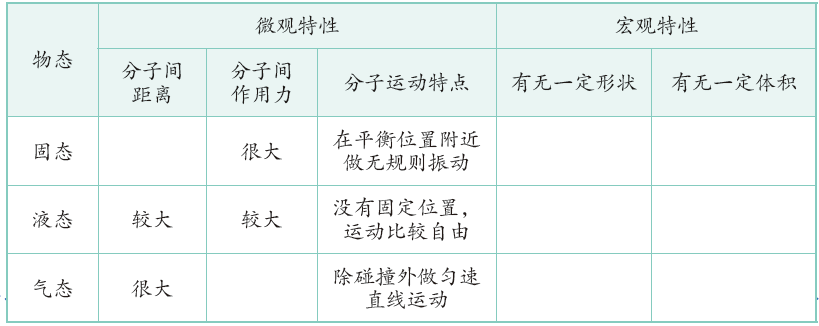 物态
微观特性
宏观特性
分子间
距离
分子间
作用力
分子运动特点
有无一定形状
有无一定体积
固态
很大
在平衡位置附近
做无规则振动
液态
较大
较大
没有固定位置，
运动比较自由
气态
很大
除碰撞外做匀速
直线运动